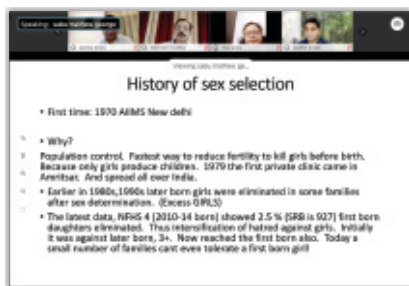 Speaking: sabu mathew george
Viewing sabu mathew ge...
History of sex selection
• First time: 1970 AIIMS New delhi
• Why?
Population control. Fastest way to reduce fertility to kill girls before birth.
Because only girls produce children. 1979 the first private clinic came in
Amritsar. And spread all over India.
• Earlier in 1980s,1990s later born girls were eliminated in some families
after sex determination. (Excess GIRLS)
• The latest data, NFHS 4 (2010-14 born) showed 2.5 % (SRB is 927) first born
daughters eliminated. Thus intensification of hatred against girls. Initially
it was against later born, 3+. Now reached the first born also. Today a
small number of families cant even tolerate a first born girl!